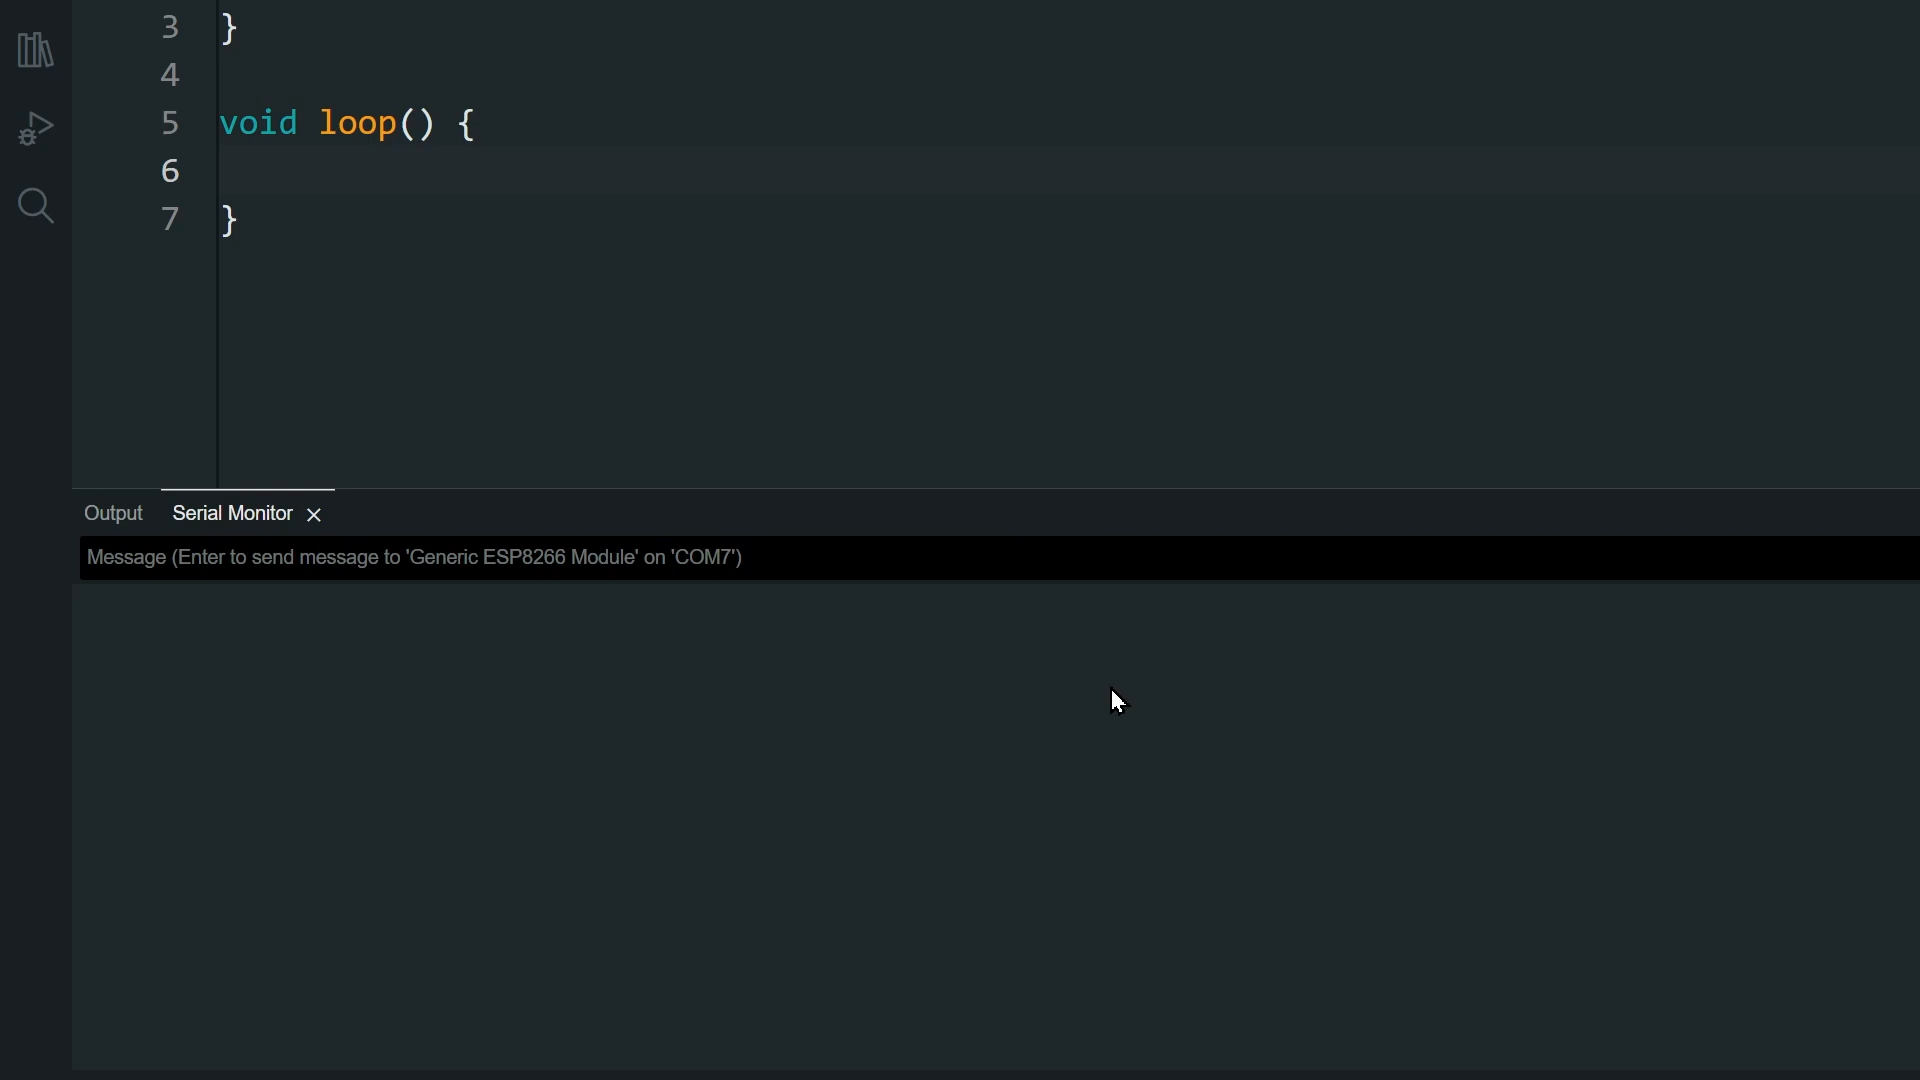 3 }
4
5 void loop() {
6
7 }
Output Serial Monitor
Message (Enter to send message to 'Generic ESP8266 Module' on 'COM7')